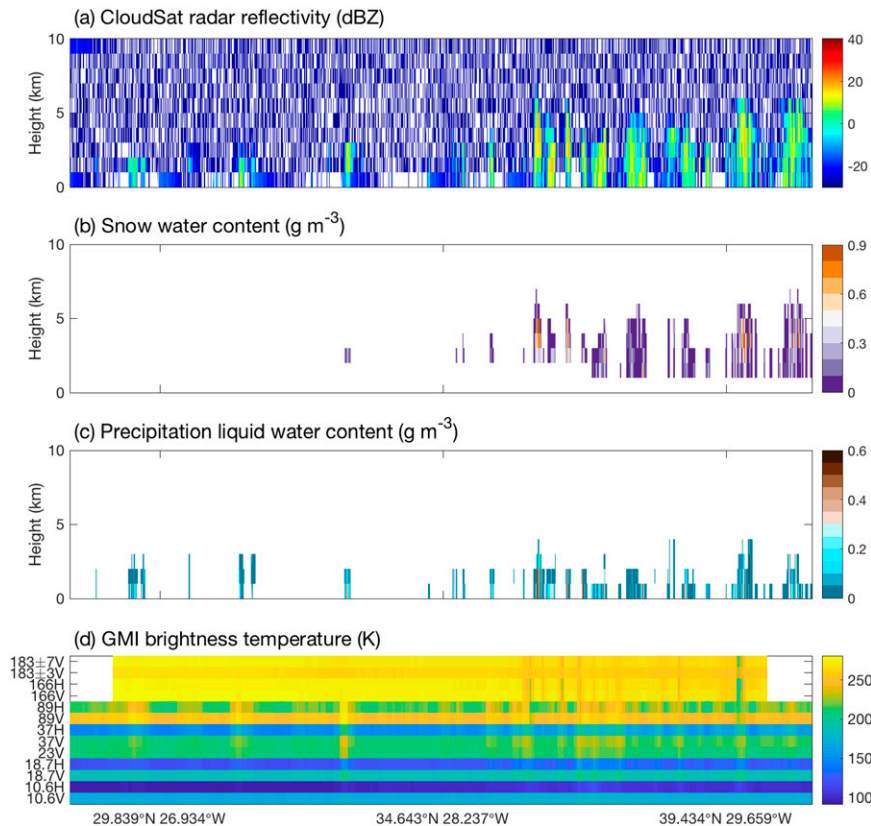 (a) CloudSat radar reflectivity (dBZ)
10
5
0
Height (km)
40
20
0
-20
(b) Snow water content (g m⁻³)
10
5
0
Height (km)
0.9
0.6
0.3
0
(c) Precipitation liquid water content (g m⁻³)
10
5
0
Height (km)
0.6
0.4
0.2
0
(d) GMI brightness temperature (K)
183±7V
183±3V
166H
166V
89H
89V
37H
37V
23V
18.7H
18.7V
10.6H
10.6V
250
200
150
100
29.839°N 26.934°W
34.643°N 28.237°W
39.434°N 29.659°W